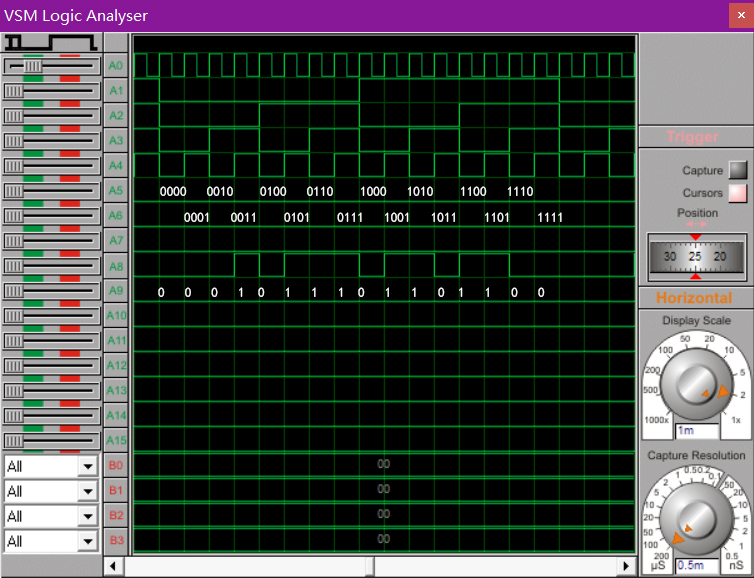 VSM Logic Analyser
A0
A1
A2
A3
A4
A5 0000 0010 0100 0110 1000 1010 1100 1110
A6 0001 0011 0101 0111 1001 1011 1101 1111
A7
A8
A9 0 0 0 1 0 1 1 1 0 1 1 0 1 1 0 0
A10
A11
A12
A13
A14
A15
All B0 00
All B1 00
All B2 00
All B3 00
Trigger
Capture
Cursors
Position
30 25 20
Horizontal
Display Scale
50 20
100 10
200 5
500 2
1000x 1x
1m
Capture Resolution
2 1 0.5 0.2 0.1
5 50
10 20
20 10
50 5
100 2
200 1 0.5
µS 0.5m nS